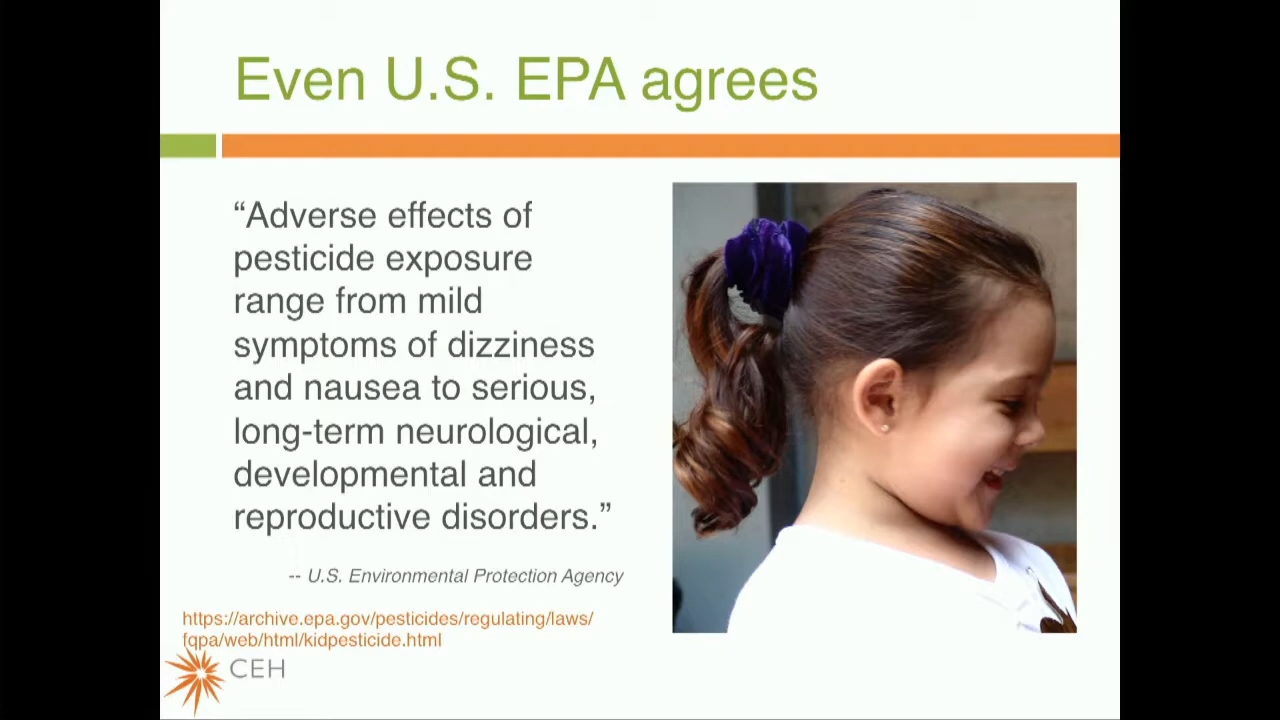 Even U.S. EPA agrees
“Adverse effects of
pesticide exposure
range from mild
symptoms of dizziness
and nausea to serious,
long-term neurological,
developmental and
reproductive disorders.”
-- U.S. Environmental Protection Agency
https://archive.epa.gov/pesticides/regulating/laws/
fqpa/web/html/kidpesticide.html
CEH